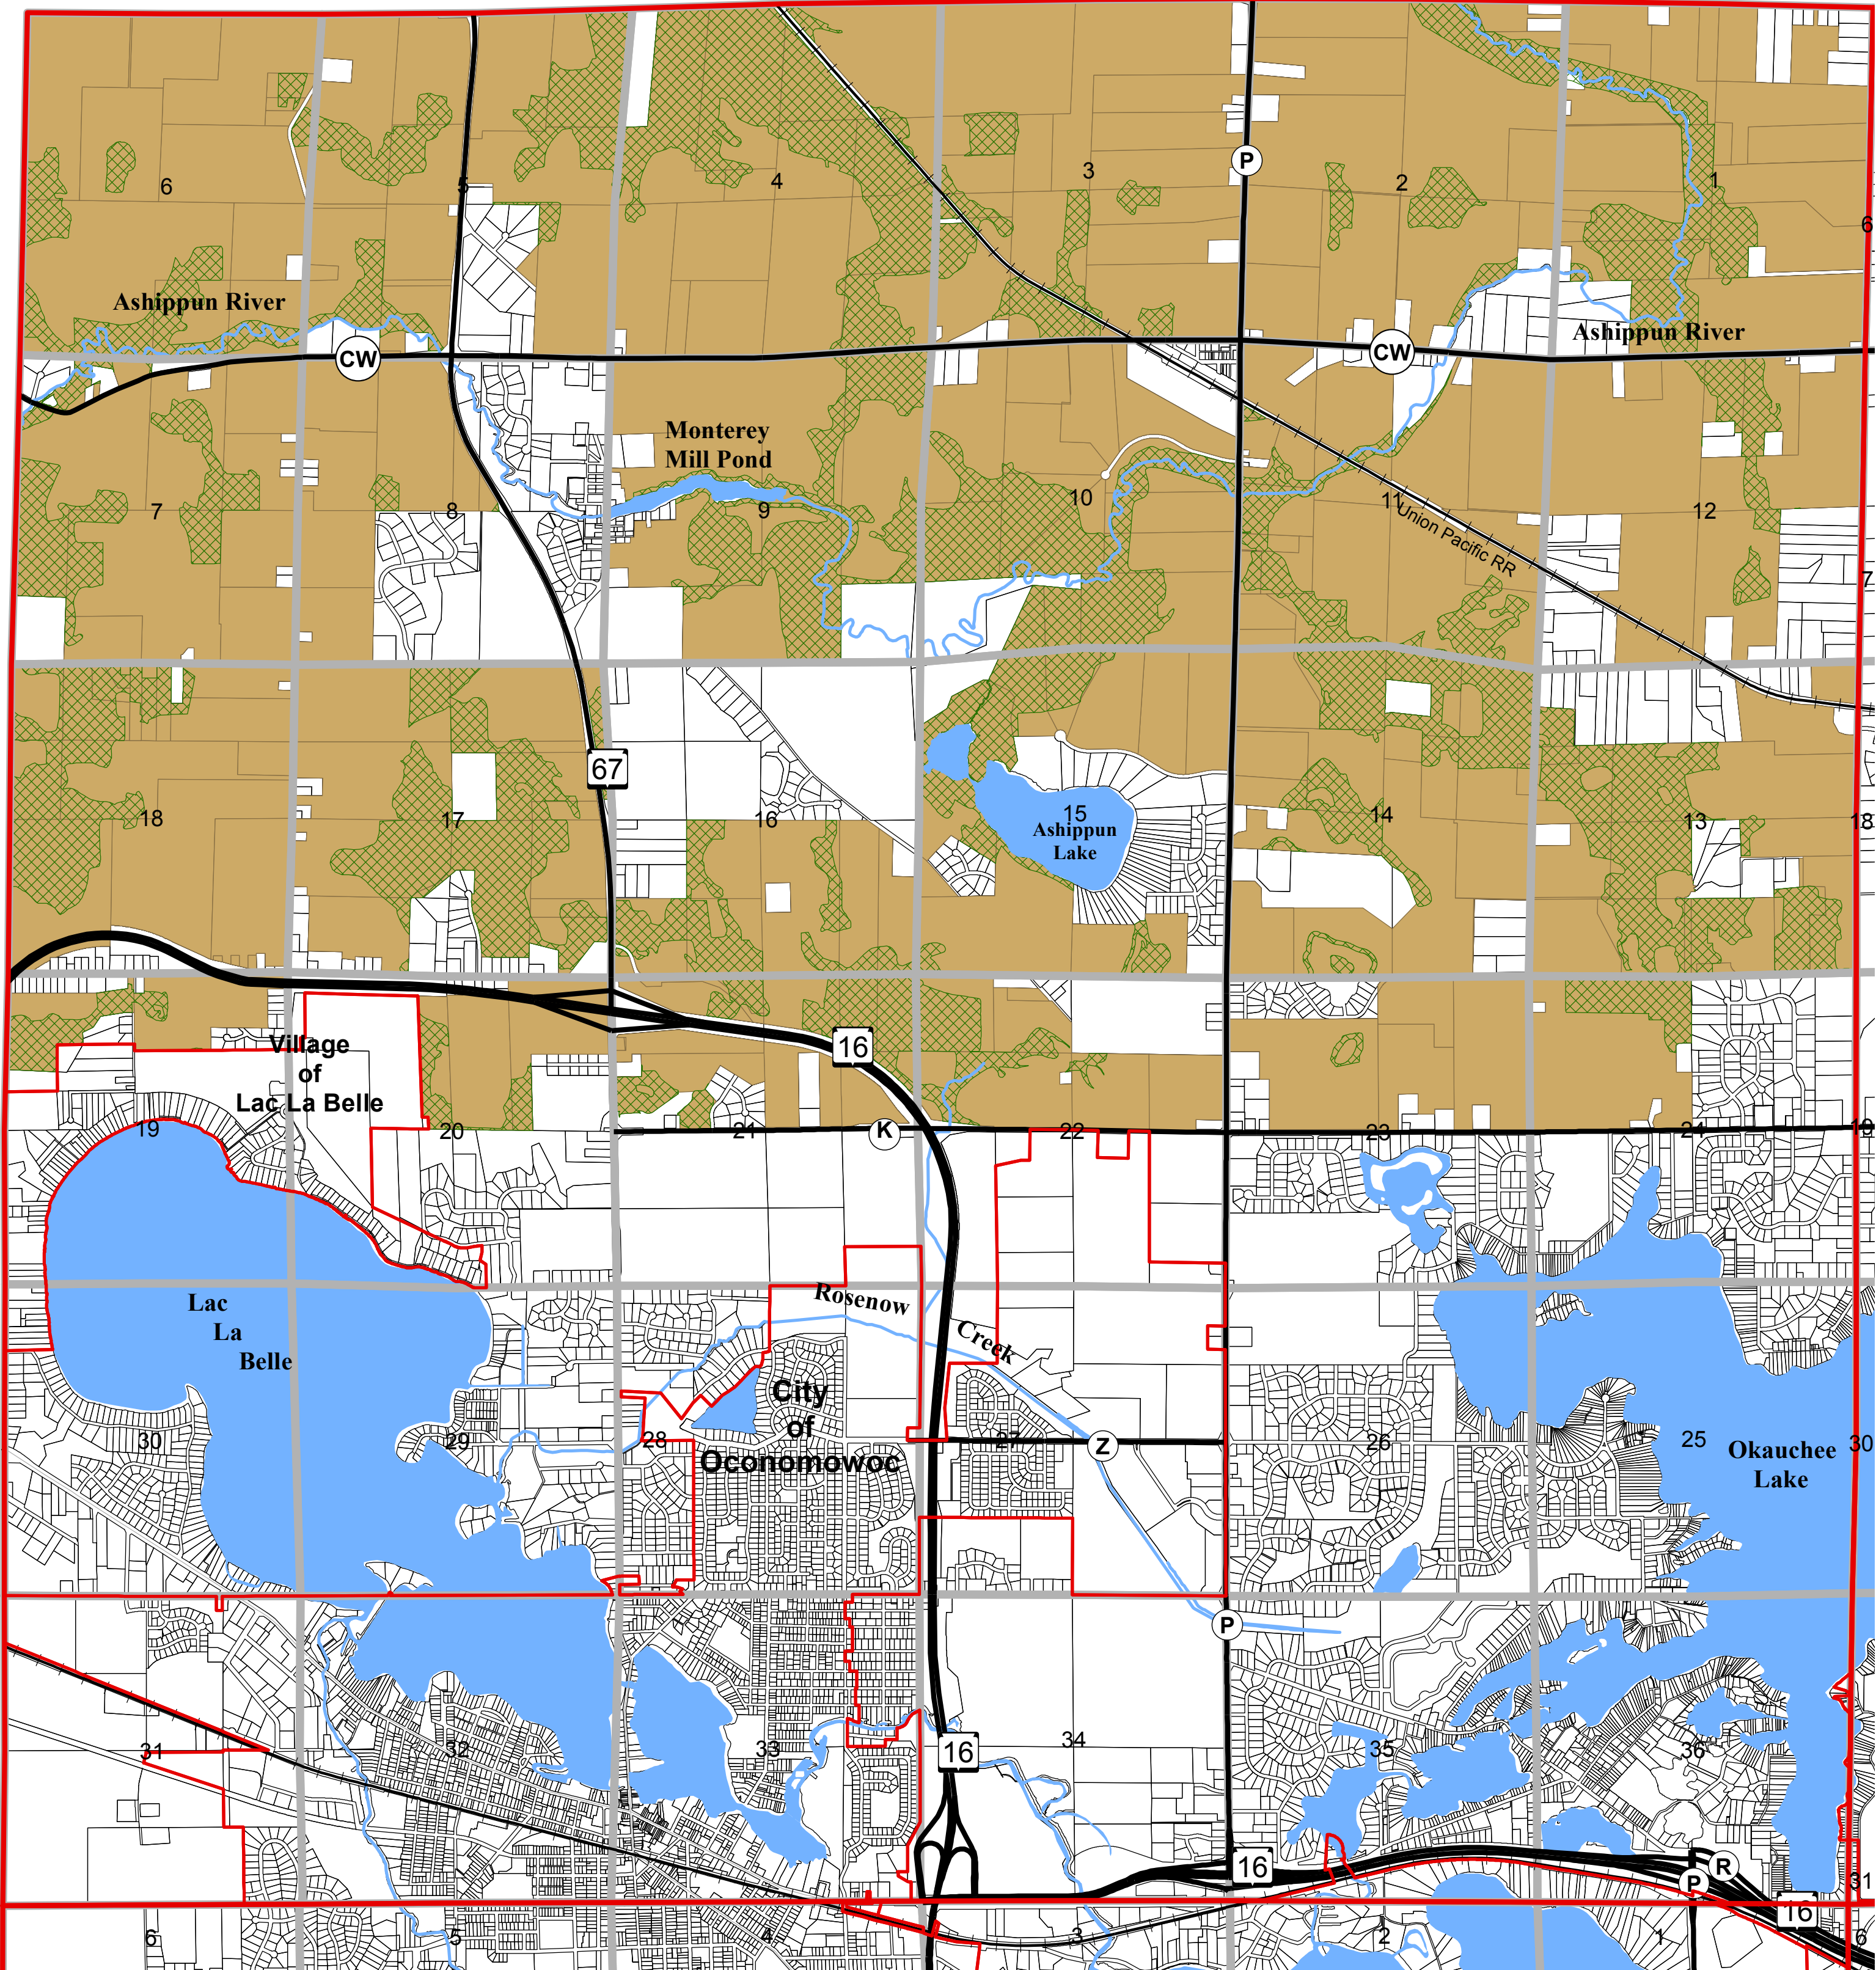 6
5
4
3
P
2
1
6
Ashippun River
CW
CW
Ashippun River
Monterey
Mill Pond
7
8
9
10
11
Union Pacific RR
12
7
67
18
17
16
15
Ashippun
Lake
14
13
18
16
Village
of
Lac La Belle
19
20
21
K
22
23
24
19
Lac
La
Belle
Rosenow
Creek
City
of
Oconomowoc
30
29
28
27
Z
26
25
Okauchee
Lake
30
P
31
32
33
16
34
35
36
16
R
P
31
16
6
5
4
3
2
1
6